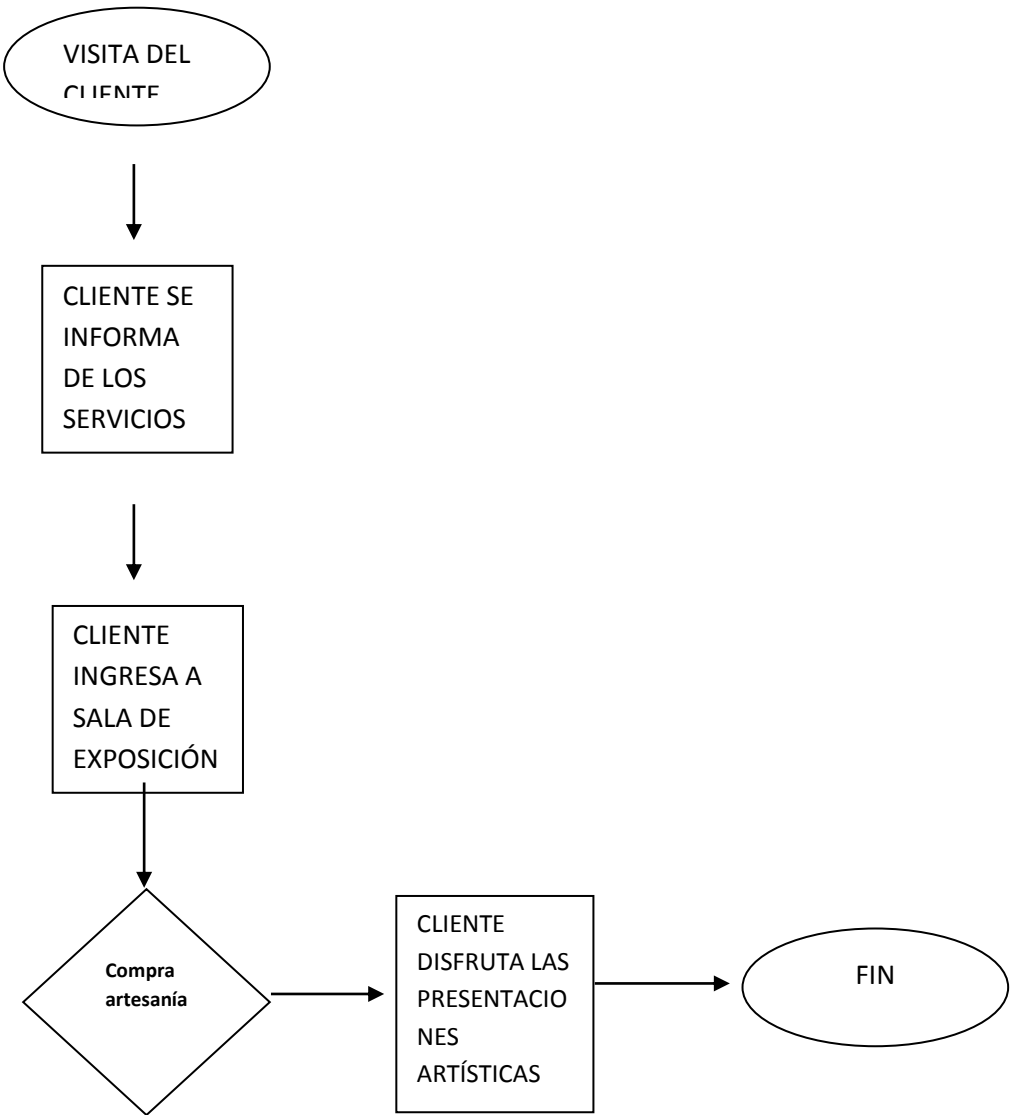 VISITA DEL
CLIENTE
CLIENTE SE
INFORMA
DE LOS
SERVICIOS
CLIENTE
INGRESA A
SALA DE
EXPOSICIÓN
Compra
artesanía
CLIENTE
DISFRUTA LAS
PRESENTACIO
NES
ARTÍSTICAS
FIN